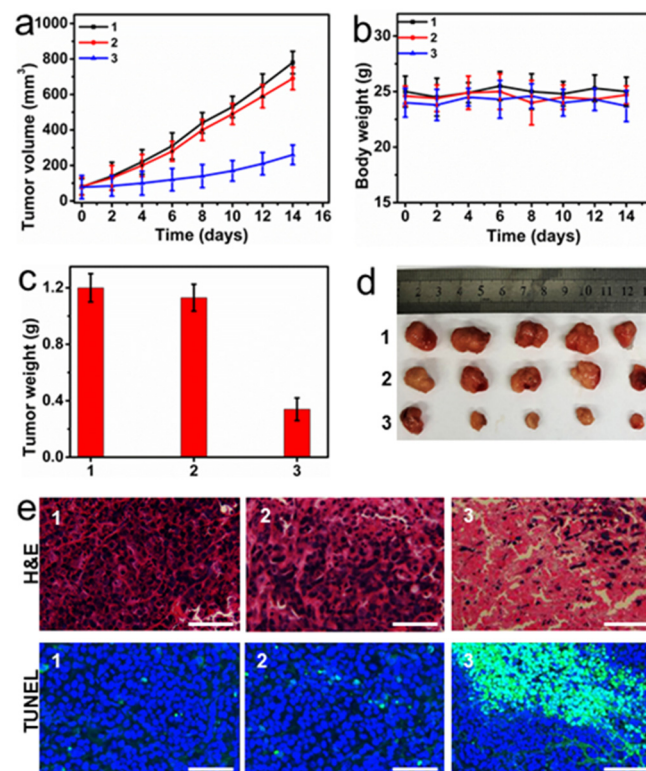 a
1
2
3
Tumor volume (mm³)
1000
800
600
400
200
0
0 2 4 6 8 10 12 14 16
Time (days)
b
1
2
3
Body weight (g)
30
25
20
15
0 2 4 6 8 10 12 14
Time (days)
c
Tumor weight (g)
1.2
0.8
0.4
0.0
1 2 3
d
2 3 4 5 6 7 8 9 10 11 12
1
2
3
e
H&E
1 2 3
TUNEL
1 2 3